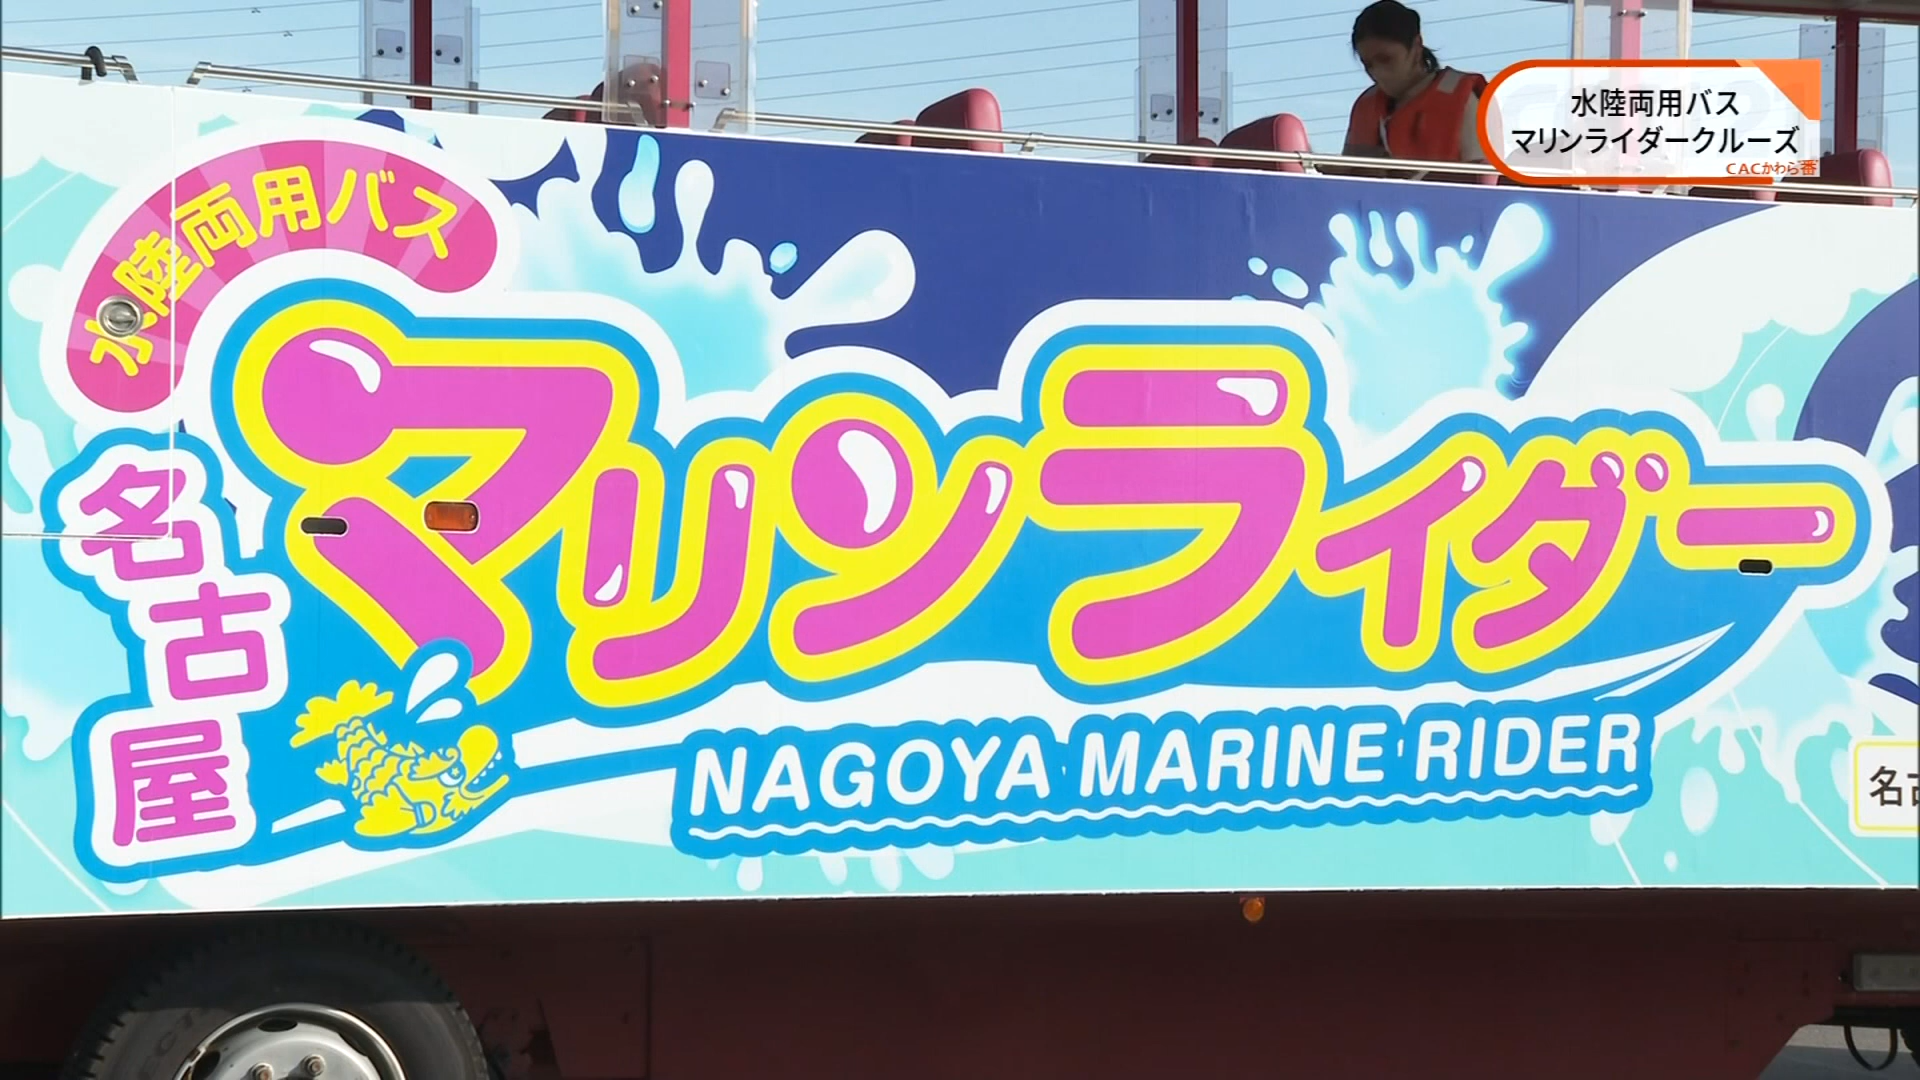 水陸両用バス
マリンライダークルーズ
CACかわら番
水陸両用バス
名古屋
マリンライダー
NAGOYA MARINE RIDER
名古